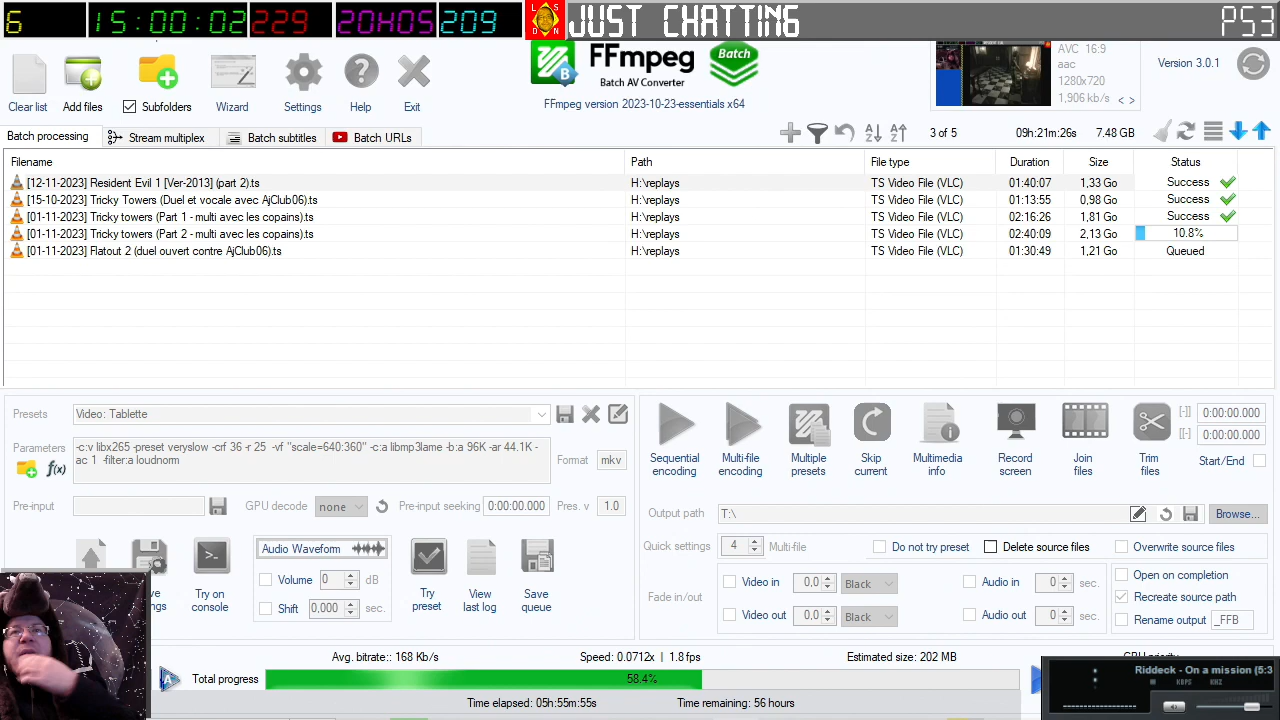 6 15:00:02 229 20H05 209 JUST CHATTING PS3
FFmpeg Batch
Batch AV Converter
FFmpeg version 2023-10-23-essentials x64
AVC 16:9
aac
1280x720
1,906 kb/s < >
Version 3.0.1
Clear list Add files Subfolders Wizard Settings Help Exit
Batch processing Stream multiplex Batch subtitles Batch URLs 3 of 5 09h:21m:26s 7.48 GB
Filename Path File type Duration Size Status
[12-11-2023] Resident Evil 1 [Ver-2013] (part 2).ts H:\replays TS Video File (VLC) 01:40:07 1,33 Go Success
[15-10-2023] Tricky Towers (Duel et vocale avec AjClub06).ts H:\replays TS Video File (VLC) 01:13:55 0,98 Go Success
[01-11-2023] Tricky towers (Part 1 - multi avec les copains).ts H:\replays TS Video File (VLC) 02:16:26 1,81 Go Success
[01-11-2023] Tricky towers (Part 2 - multi avec les copains).ts H:\replays TS Video File (VLC) 02:40:09 2,13 Go 10.8%
[01-11-2023] Flatout 2 (duel ouvert contre AjClub06).ts H:\replays TS Video File (VLC) 01:30:49 1,21 Go Queued
Presets Video: Tablette
Parameters -c:v libx265 -preset veryslow -crf 36 -r 25 -vf "scale=640:360" -c:a libmp3lame -b:a 96K -ar 44.1K -
ac 1 -filter:a loudnorm
f(x) Format mkv
Pre-input GPU decode none Pre-input seeking 0:00:00.000 Pres. v 1.0
Try on console
Audio Waveform
Volume 0 dB
Shift 0,000 sec.
Try preset View last log Save queue
Sequential encoding Multi-file encoding Multiple presets Skip current Multimedia info Record screen Join files Trim files
[-]] 0:00:00.000
[[-] 0:00:00.000
Start/End
Output path T:\ Browse...
Quick settings 4 Multi-file Do not try preset Delete source files Overwrite source files
Fade in/out
Video in 0,0 Black Audio in 0 sec. Open on completion
Recreate source path
Video out 0,0 Black Audio out 0 sec. Rename output _FFB
Avg. bitrate:: 168 Kb/s Speed: 0.0712x | 1.8fps Estimated size: 202 MB
Total progress 58.4%
Riddeck - On a mission (5:3
KBPS KHZ